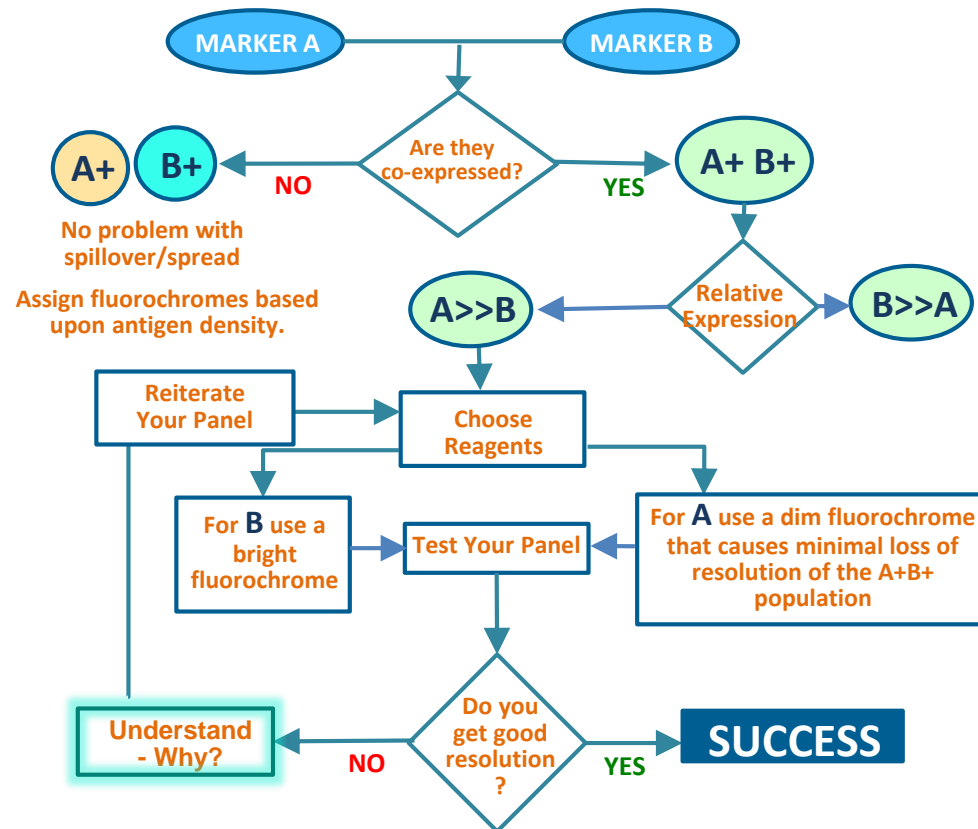 MARKER A
MARKER B
Are they
co-expressed?
A+
B+
NO
YES
A+ B+
No problem with
spillover/spread
Assign fluorochromes based
upon antigen density.
A>>B
Relative
Expression
B>>A
Reiterate
Your Panel
Choose
Reagents
For B use a
bright
fluorochrome
Test Your Panel
For A use a dim fluorochrome
that causes minimal loss of
resolution of the A+B+
population
Do you
get good
resolution
?
Understand
- Why?
NO
YES
SUCCESS